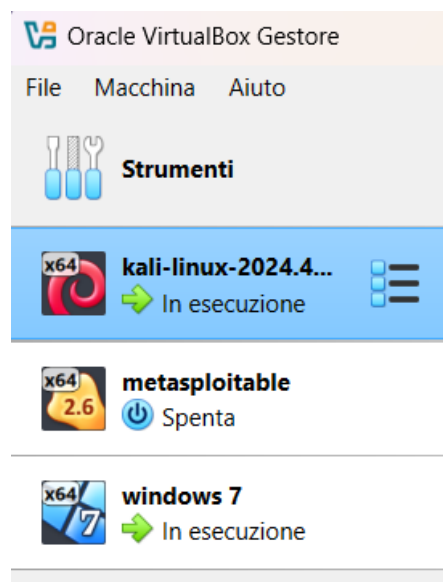 Oracle VirtualBox Gestore
File Macchina Aiuto
Strumenti
x64
kali-linux-2024.4...
In esecuzione
x64
2.6
metasploitable
Spenta
x64
7
windows 7
In esecuzione